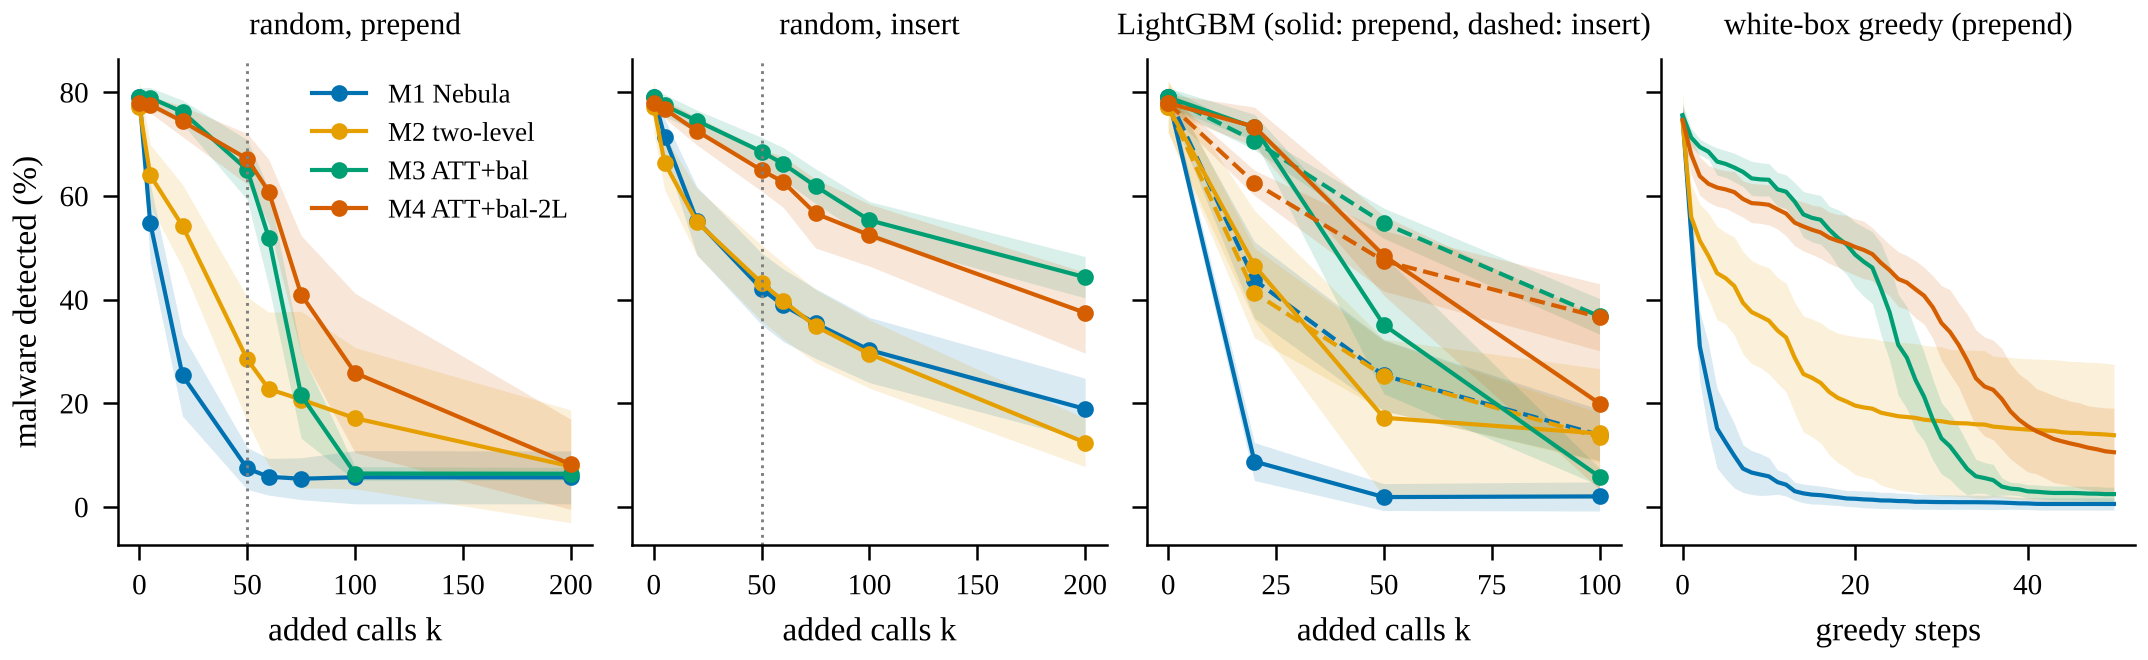 random, prepend
random, insert
LightGBM (solid: prepend, dashed: insert)
white-box greedy (prepend)
malware detected (%)
80
60
40
20
0
M1 Nebula
M2 two-level
M3 ATT+bal
M4 ATT+bal-2L
0 50 100 150 200
0 50 100 150 200
0 25 50 75 100
0 20 40
added calls k
added calls k
added calls k
greedy steps